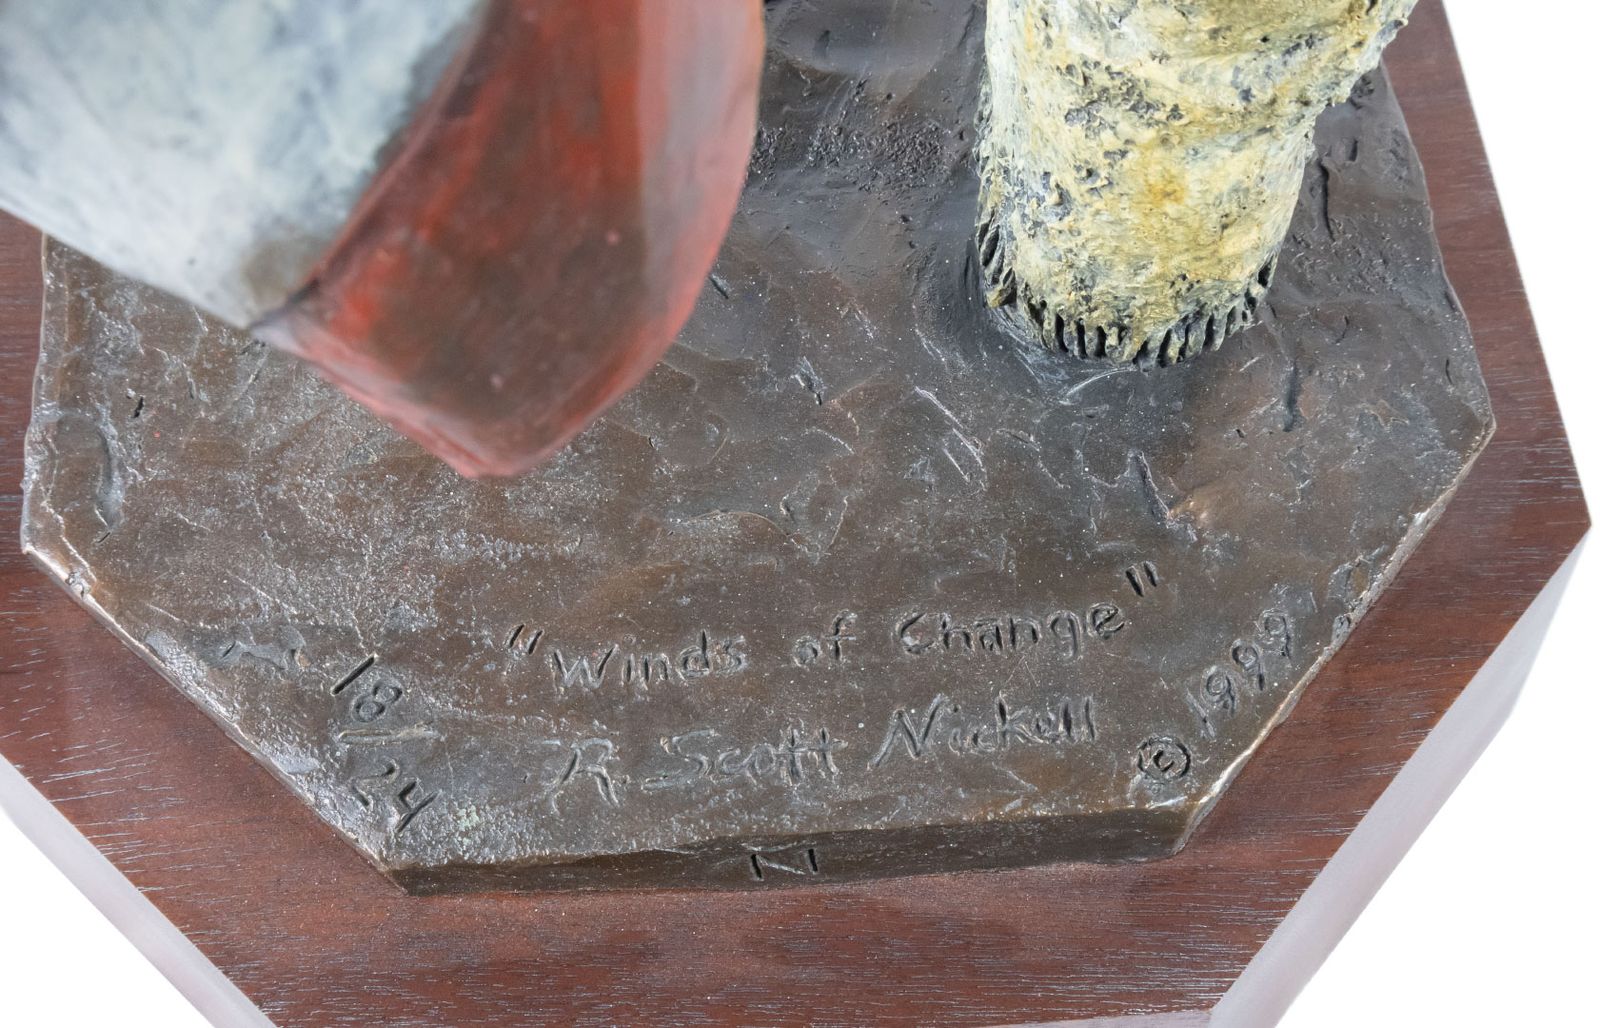 "Winds of Change"
18/24
R. Scott Nickell
© 1999
N